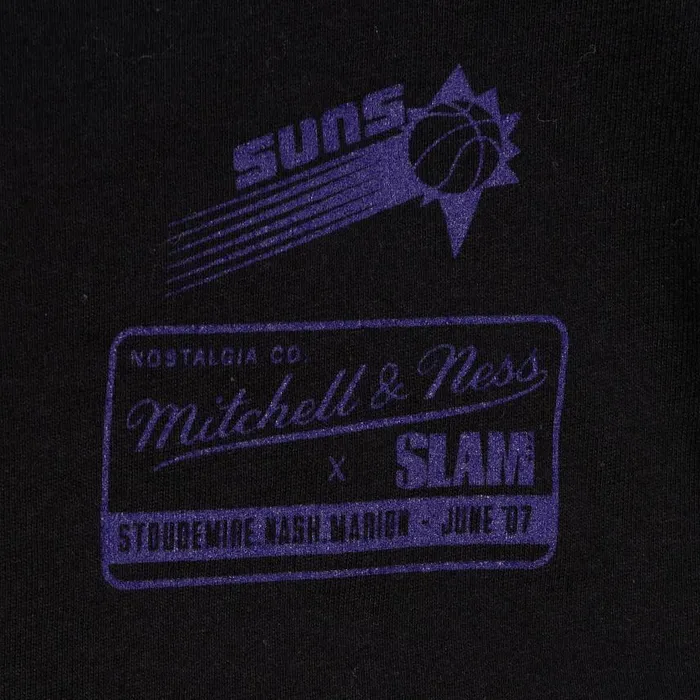 SUNS
NOSTALGIA CO.
Mitchell & Ness
X SLAM
STOUDEMIRE.NASH.MARION - JUNE '07